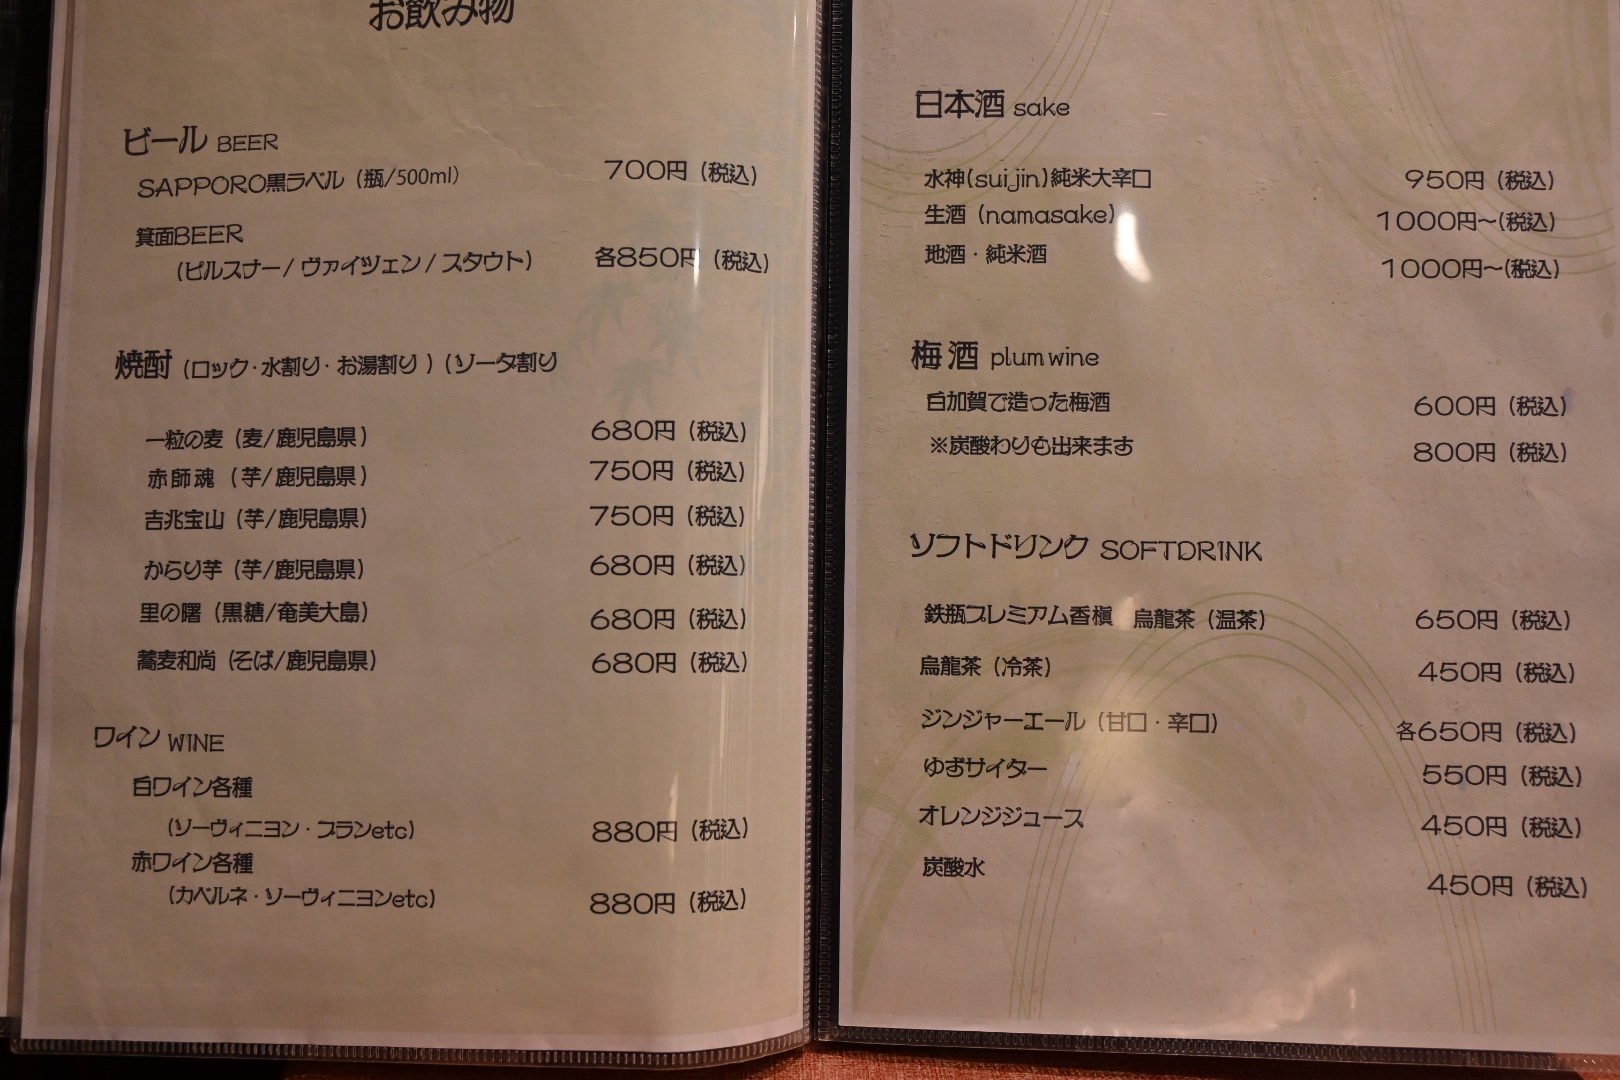 お飲み物
ビール BEER
SAPPORO黒ラベル（瓶/500ml） 700円（税込）
箕面BEER
（ピルスナー/ ヴァイツェン / スタウト） 各850円（税込）
焼酎（ロック・水割り・お湯割り ）（ソーダ割り
一粒の麦（麦/鹿児島県） 680円（税込）
赤師魂（芋/鹿児島県） 750円（税込）
吉兆宝山（芋/鹿児島県） 750円（税込）
からり芋（芋/鹿児島県） 680円（税込）
里の曙（黒糖/奄美大島） 680円（税込）
蕎麦和尚（そば/鹿児島県） 680円（税込）
ワイン WINE
白ワイン各種
（ソーヴィニヨン・ブランetc） 880円（税込）
赤ワイン各種
（カベルネ・ソーヴィニヨンetc） 880円（税込）
日本酒 sake
水神(suijin)純米大辛口 950円（税込）
生酒（namasake） 1000円～(税込)
地酒・純米酒 1000円～(税込)
梅酒 plum wine
白加賀で造った梅酒 600円（税込）
※炭酸わりも出来ます 800円（税込）
ソフトドリンク SOFTDRINK
鉄瓶プレミアム香檳 烏龍茶（温茶） 650円（税込）
烏龍茶（冷茶） 450円（税込）
ジンジャーエール（甘口・辛口） 各650円（税込）
ゆずサイダー 550円（税込）
オレンジジュース 450円（税込）
炭酸水 450円（税込）